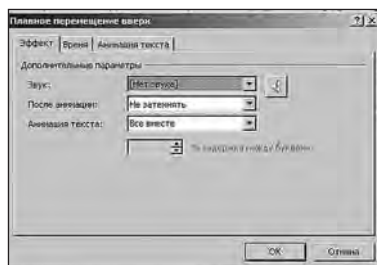 Плавное перемещение вверх
Эффект Время Анимация текста
Дополнительные параметры
Звук: [Нет звука]
После анимации: Не затемнять
Анимация текста: Все вместе
% задержка между буквами
ОК Отмена